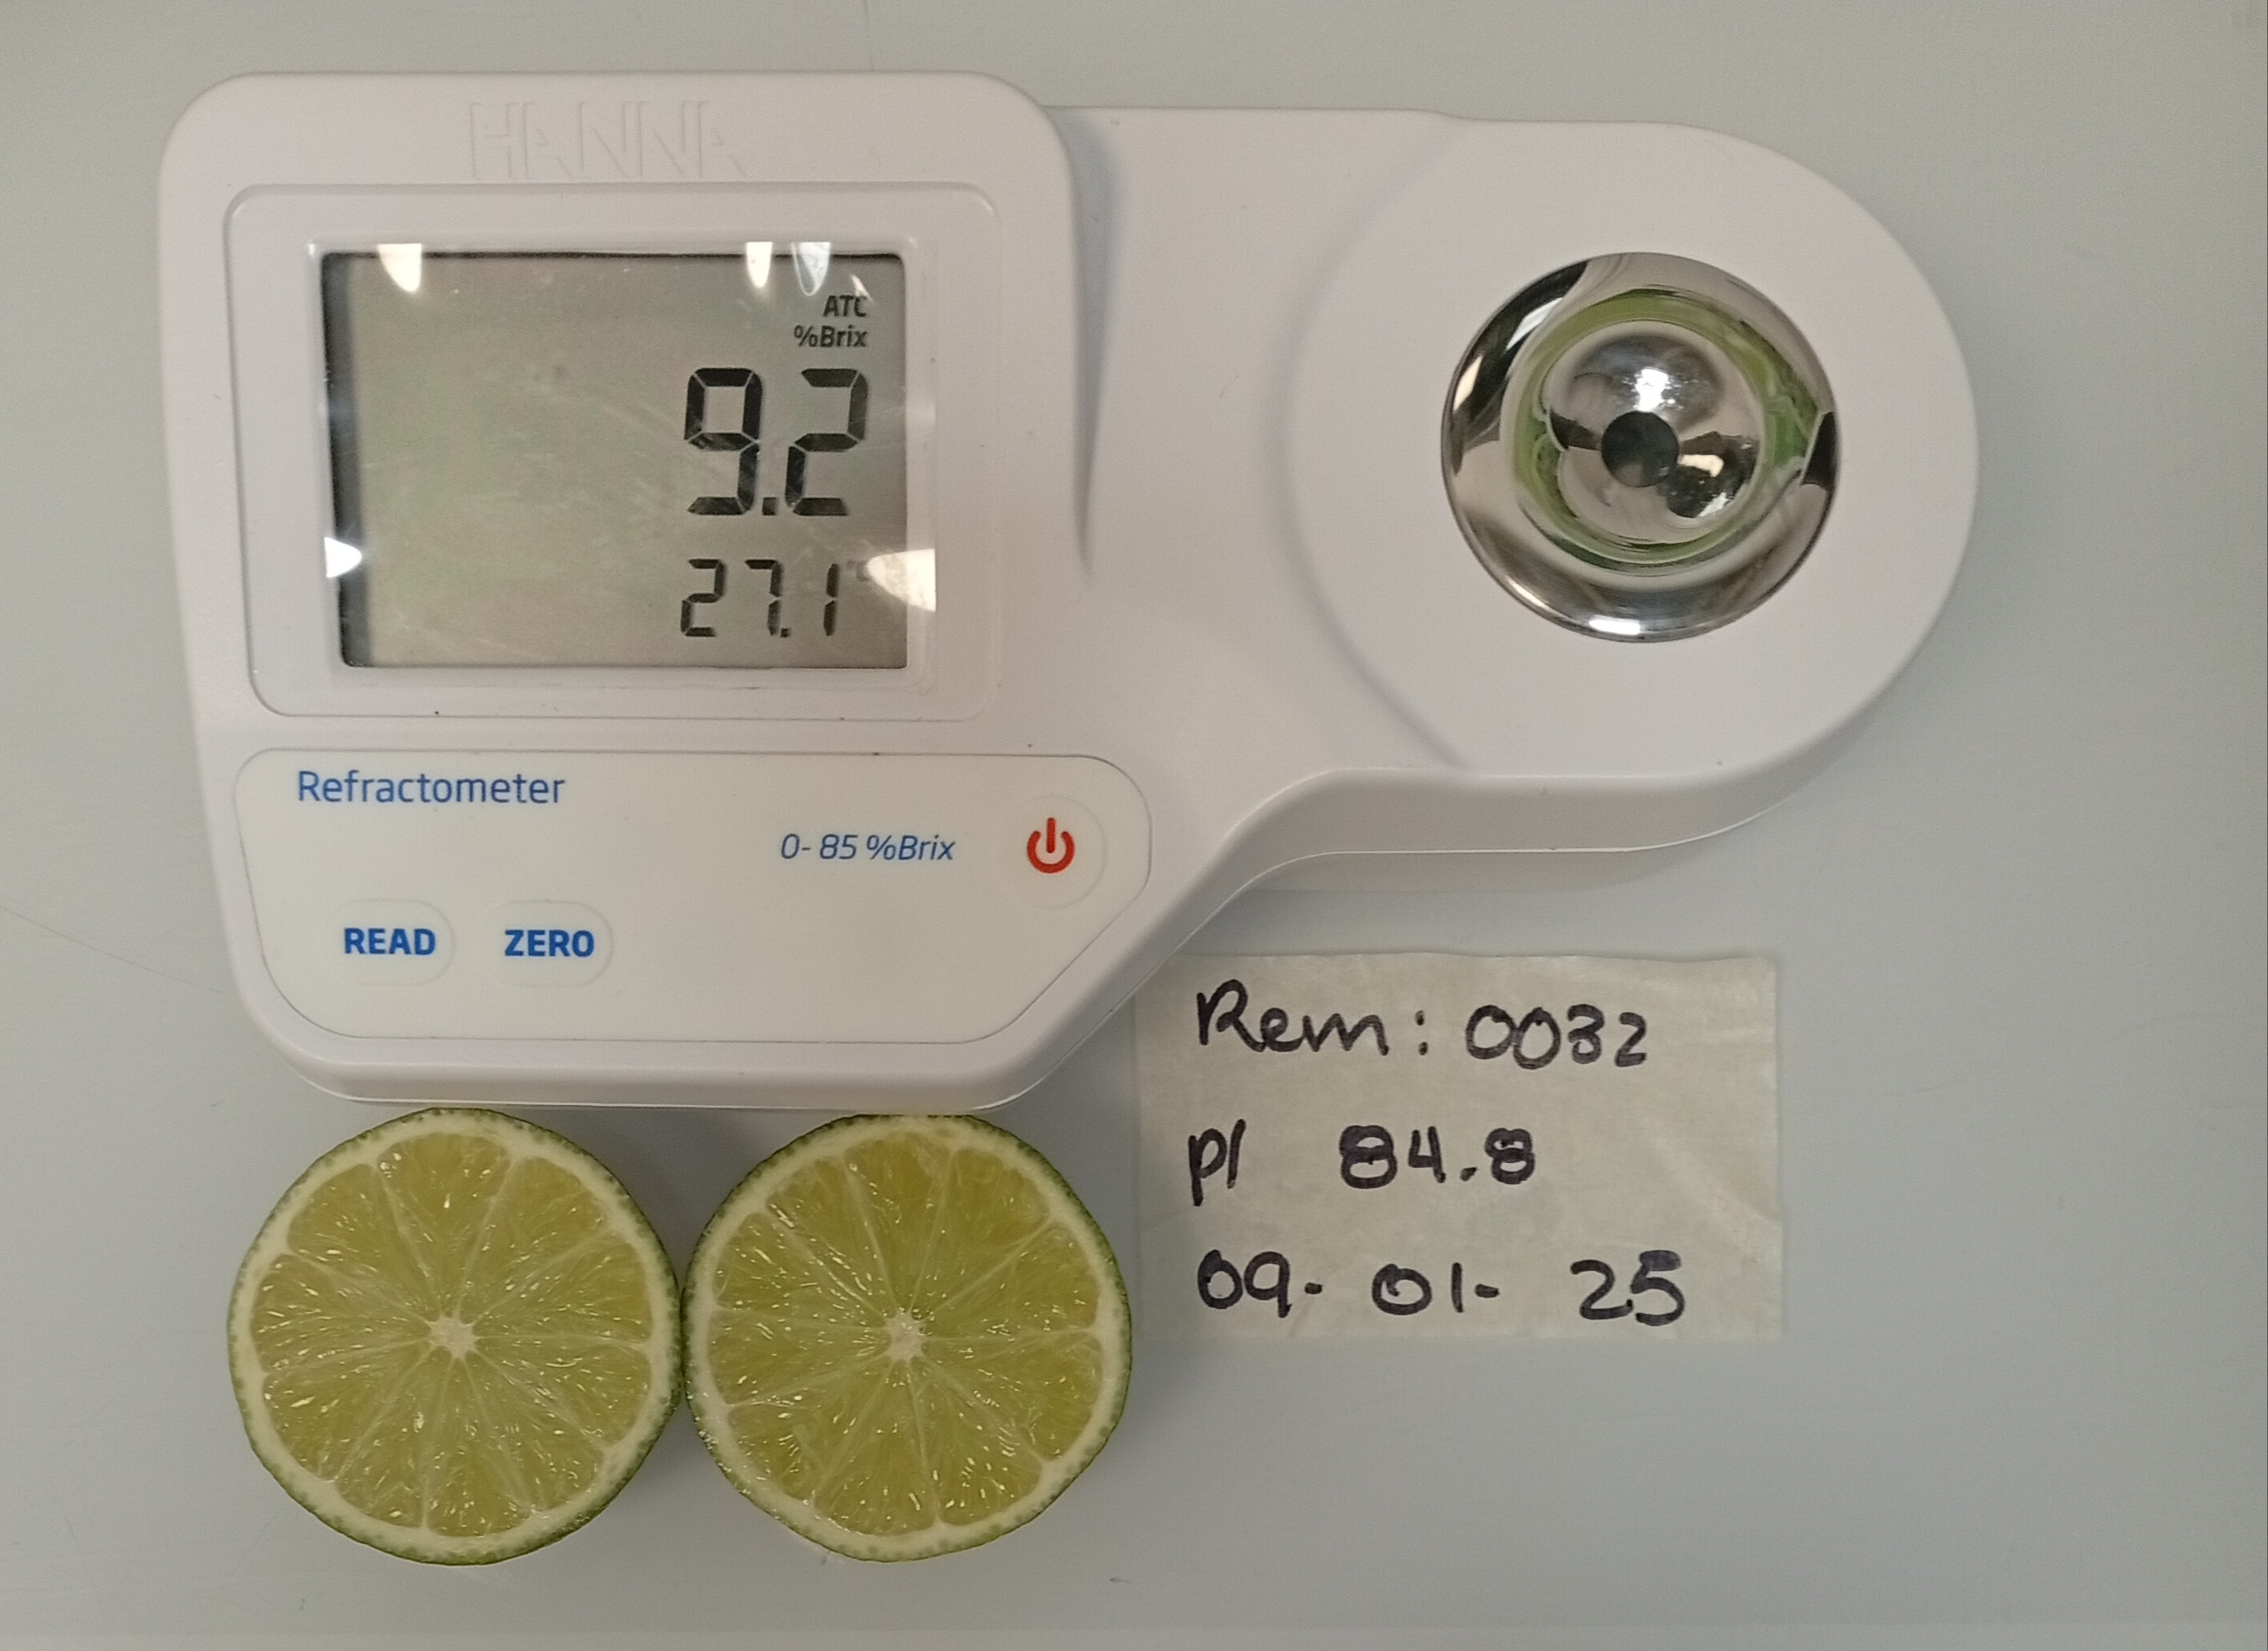 HANNA
ATC
%Brix
9.2
27.1
Refractometer
0-85 %Brix
READ ZERO
Rem: 0032
p/ 84.8
09-01-25